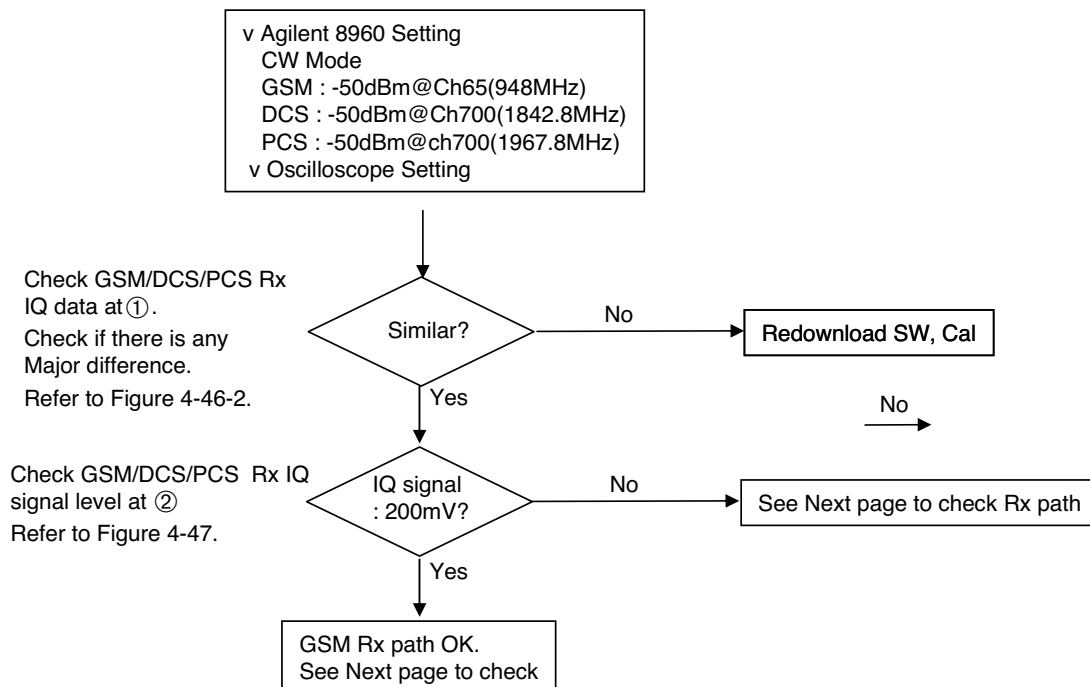 v Agilent 8960 Setting
CW Mode
GSM : -50dBm@Ch65(948MHz)
DCS : -50dBm@Ch700(1842.8MHz)
PCS : -50dBm@ch700(1967.8MHz)
v Oscilloscope Setting
Check GSM/DCS/PCS Rx
IQ data at ①.
Check if there is any
Major difference.
Refer to Figure 4-46-2.
Similar?
No
Redownload SW, Cal
Yes
No
Check GSM/DCS/PCS Rx IQ
signal level at ②
Refer to Figure 4-47.
IQ signal
: 200mV?
No
See Next page to check Rx path
Yes
GSM Rx path OK.
See Next page to check